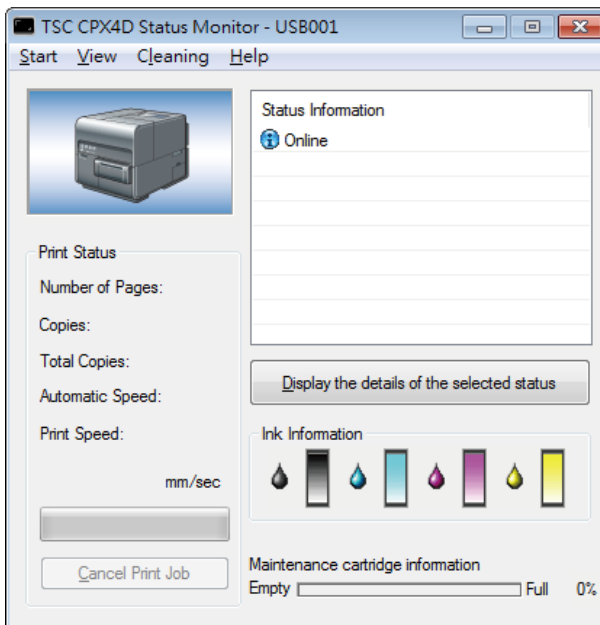 TSC CPX4D Status Monitor - USB001
Start View Cleaning Help
Status Information
Online
Print Status
Number of Pages:
Copies:
Total Copies:
Automatic Speed:
Print Speed:
mm/sec
Cancel Print Job
Display the details of the selected status
Ink Information
Maintenance cartridge information
Empty Full 0%